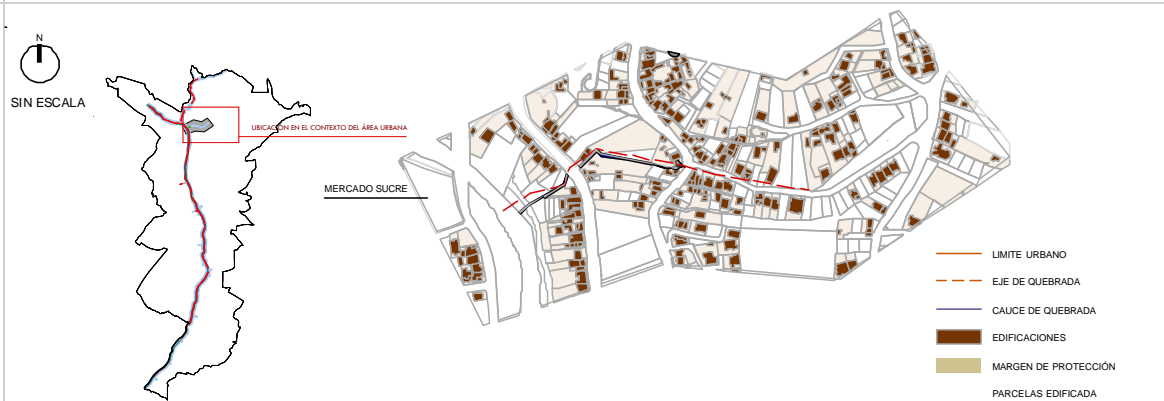 N
SIN ESCALA
UBICACIÓN EN EL CONTEXTO DEL ÁREA URBANA
MERCADO SUCRE
LIMITE URBANO
EJE DE QUEBRADA
CAUCE DE QUEBRADA
EDIFICACIONES
MARGEN DE PROTECCIÓN
PARCELAS EDIFICADA